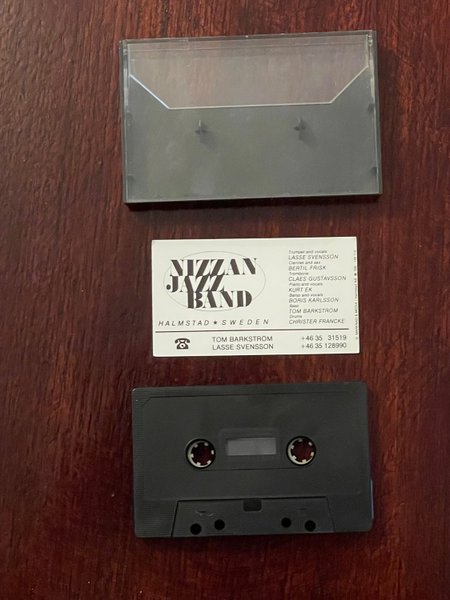 NIZZAN
JAZZ
BAND
HALMSTAD ★ SWEDEN
Trumpet and vocals
LASSE SVENSSON
Clarinet and sax
BERTIL FRISK
Trombone
CLAES GUSTAVSSON
Piano and vocals
KURT EK
Banjo and vocals
BORIS KARLSSON
Bass
TOM BARKSTROM
Drums
CHRISTER FRANCKE
TOM BARKSTROM +46 35 31519
LASSE SVENSSON +46 35 128990